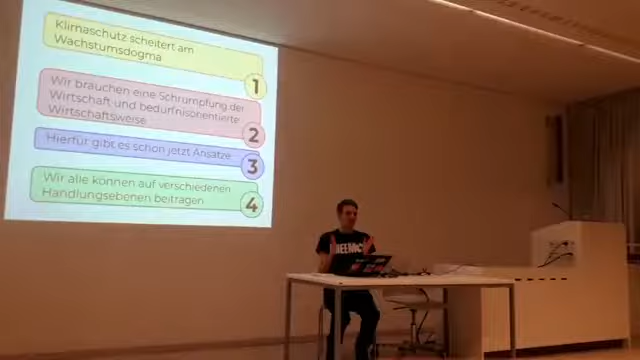 Klimaschutz scheitert am
Wachstumsdogma
1
Wir brauchen eine Schrumpfung der
Wirtschaft und bedürfnisorientierte
Wirtschaftsweise
2
Hierfür gibt es schon jetzt Ansätze
3
Wir alle können auf verschiedenen
Handlungsebenen beitragen
4